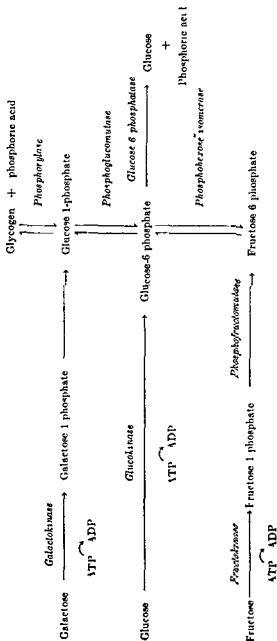 Glycogen + phosphoric acid
Phosphorylase
Galactose
Galactokinase
ATP ADP
Galactose 1 phosphate
Glucose 1-phosphate
Phosphoglucomutase
Glucose
Glucokinase
ATP ADP
Glucose-6 phosphate
Glucose 6 phosphatase
Glucose
+
Phosphoric acid
Phosphohexose isomerase
Fructose
Fructokinase
ATP ADP
Fructose 1 phosphate
Phosphofructomutase
Fructose 6 phosphate